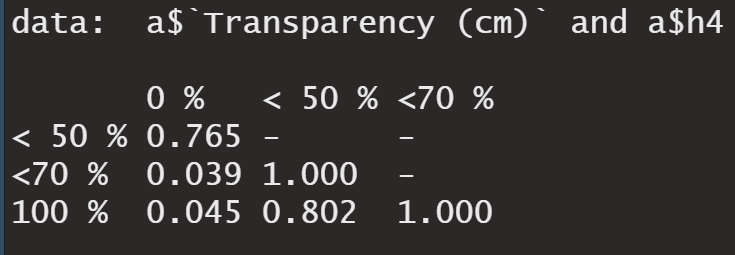 data:  a$`Transparency (cm)` and a$h4
       0 %   < 50 % <70 %
< 50 % 0.765 –      –
<70 %  0.039 1.000  –
100 %  0.045 0.802  1.000